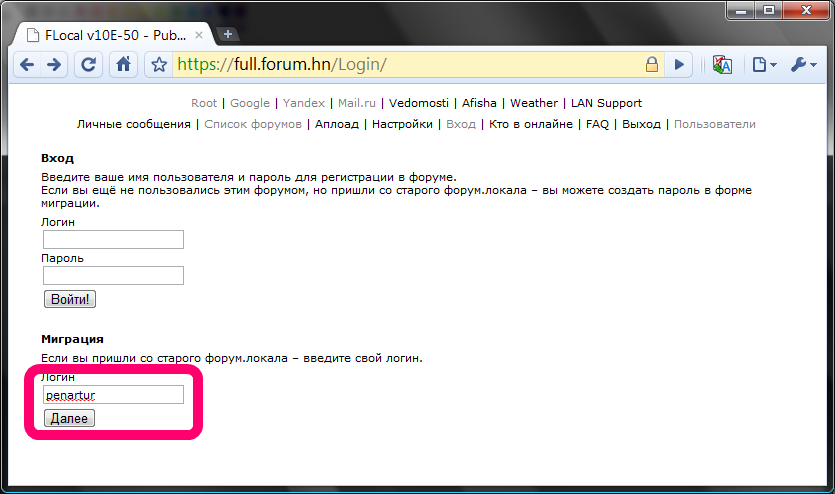 FLocal v10E-50 - Pub...
https://full.forum.hn/Login/
Root | Google | Yandex | Mail.ru | Vedomosti | Afisha | Weather | LAN Support
Личные сообщения | Список форумов | Аплоад | Настройки | Вход | Кто в онлайне | FAQ | Выход | Пользователи
Вход
Введите ваше имя пользователя и пароль для регистрации в форуме.
Если вы ещё не пользовались этим форумом, но пришли со старого форум.локала – вы можете создать пароль в форме
миграции.
Логин
Пароль
Войти!
Миграция
Если вы пришли со старого форум.локала – введите свой логин.
Логин
penartur
Далее